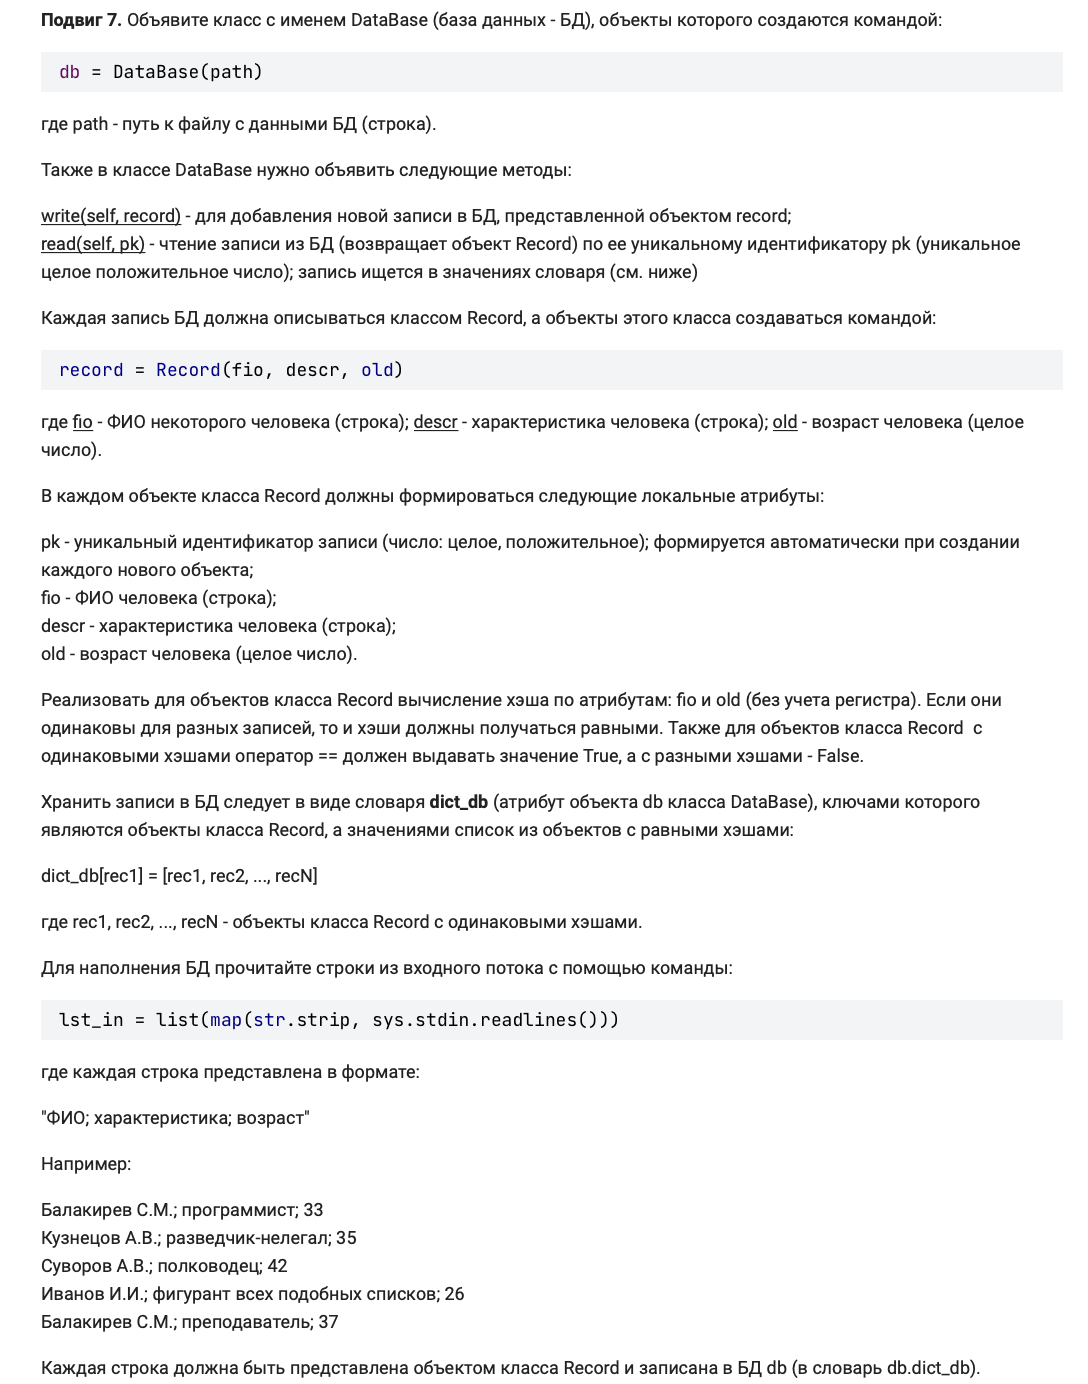 Подвиг 7. Объявите класс с именем DataBase (база данных - БД), объекты которого создаются командой:
db = DataBase(path)
где path - путь к файлу с данными БД (строка).
Также в классе DataBase нужно объявить следующие методы:
write(self, record) - для добавления новой записи в БД, представленной объектом record;
read(self, pk) - чтение записи из БД (возвращает объект Record) по ее уникальному идентификатору pk (уникальное
целое положительное число); запись ищется в значениях словаря (см. ниже)
Каждая запись БД должна описываться классом Record, а объекты этого класса создаваться командой:
record = Record(fio, descr, old)
где fio - ФИО некоторого человека (строка); descr - характеристика человека (строка); old - возраст человека (целое
число).
В каждом объекте класса Record должны формироваться следующие локальные атрибуты:
pk - уникальный идентификатор записи (число: целое, положительное); формируется автоматически при создании
каждого нового объекта;
fio - ФИО человека (строка);
descr - характеристика человека (строка);
old - возраст человека (целое число).
Реализовать для объектов класса Record вычисление хэша по атрибутам: fio и old (без учета регистра). Если они
одинаковы для разных записей, то и хэши должны получаться равными. Также для объектов класса Record  с
одинаковыми хэшами оператор == должен выдавать значение True, а с разными хэшами - False.
Хранить записи в БД следует в виде словаря dict_db (атрибут объекта db класса DataBase), ключами которого
являются объекты класса Record, а значениями список из объектов с равными хэшами:
dict_db[rec1] = [rec1, rec2, ..., recN]
где rec1, rec2, ..., recN - объекты класса Record с одинаковыми хэшами.
Для наполнения БД прочитайте строки из входного потока с помощью команды:
lst_in = list(map(str.strip, sys.stdin.readlines()))
где каждая строка представлена в формате:
"ФИО; характеристика; возраст"
Например:
Балакирев С.М.; программист; 33
Кузнецов А.В.; разведчик-нелегал; 35
Суворов А.В.; полководец; 42
Иванов И.И.; фигурант всех подобных списков; 26
Балакирев С.М.; преподаватель; 37
Каждая строка должна быть представлена объектом класса Record и записана в БД db (в словарь db.dict_db).